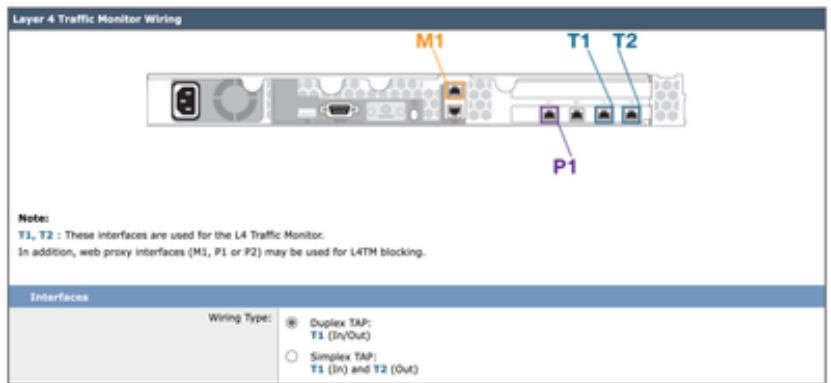 Layer 4 Traffic Monitor Wiring
M1 T1 T2
P1
Note:
T1, T2 : These interfaces are used for the L4 Traffic Monitor.
In addition, web proxy interfaces (M1, P1 or P2) may be used for L4TM blocking.
Interfaces
Wiring Type: Duplex TAP:
T1 (In/Out)
Simplex TAP:
T1 (In) and T2 (Out)